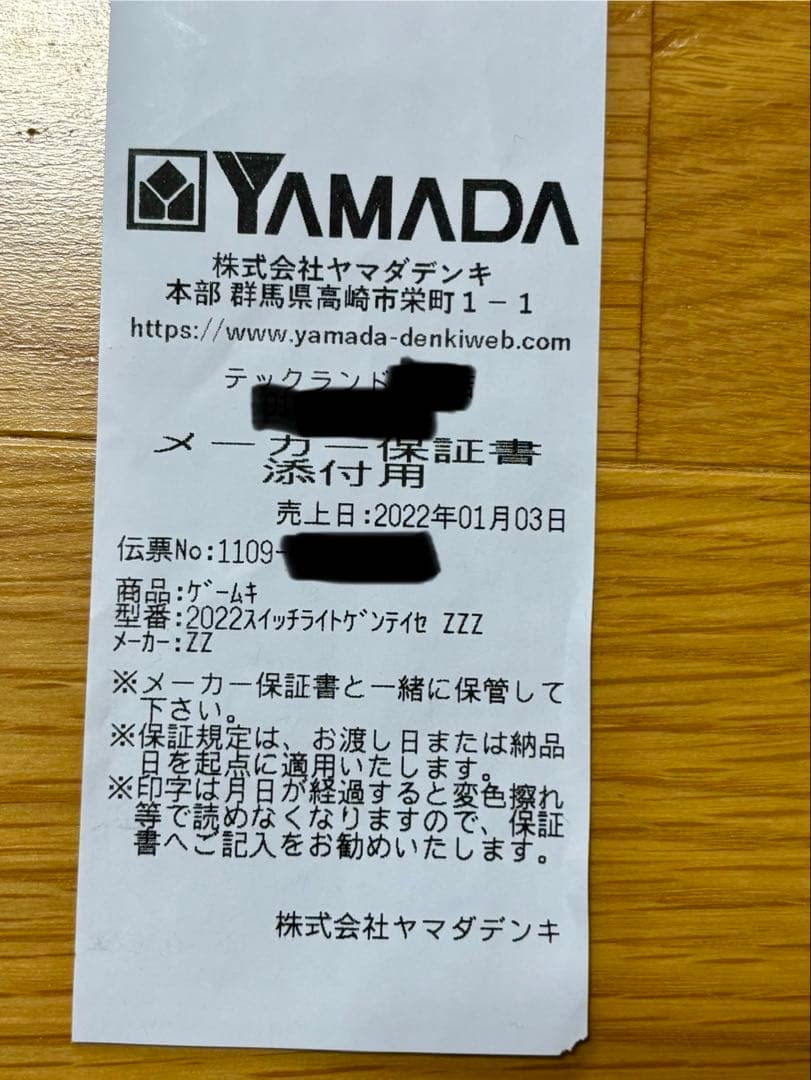 YAMADA
株式会社ヤマダデンキ
本部 群馬県高崎市栄町1-1
https://www.yamada-denkiweb.com
テックランド
メーカー保証書
添付用
売上日:2022年01月03日
伝票No:1109-
商品:ゲームキ
型番:2022スイッチライトゲンテイセ ZZZ
メーカー:ZZ
※メーカー保証書と一緒に保管して
下さい。
※保証規定は、お渡し日または納品
日を起点に適用いたします。
※印字は月日が経過すると変色擦れ
等で読めなくなりますので、保証
書へご記入をお勧めいたします。
株式会社ヤマダデンキ